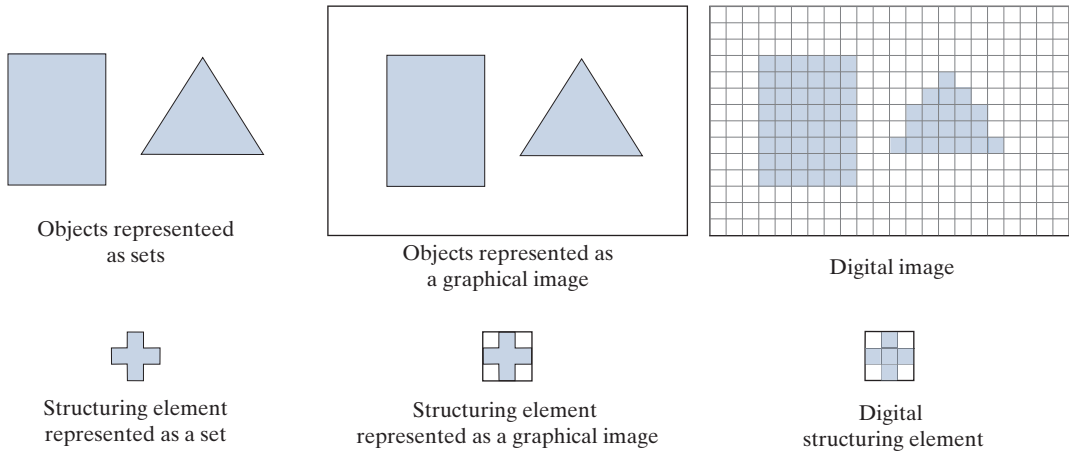 Objects representeed
as sets
Objects represented as
a graphical image
Digital image
Structuring element
represented as a set
Structuring element
represented as a graphical image
Digital
structuring element